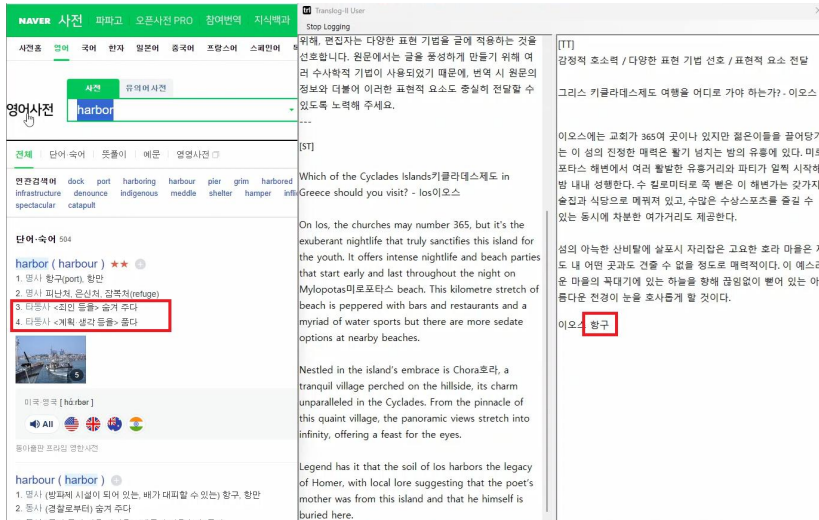 NAVER 사전 파파고 오픈사전 PRO 참여번역 지식백과
사전홈 영어 국어 한자 일본어 중국어 프랑스어 스페인어
사전 유의어사전
영어사전 harbor
전체 단어·숙어 뜻풀이 예문 영영사전
연관검색어 dock port harboring harbour pier grim harbored
infrastructure denounce indigenous meddle shelter hamper
spectacular catapult
단어·숙어 504
harbor ( harbour ) ★★
1. 명사 항구(port), 항만
2. 명사 피난처, 은신처, 잠복처(refuge)
3. 타동사 <죄인 등을> 숨겨 주다
4. 타동사 <계획·생각 등을> 품다
5
미국·영국 [ hάːrbər ]
All
동아출판 프라임 영한사전
harbour ( harbor )
1. 명사 (방파제 시설이 되어 있는, 배가 대피할 수 있는) 항구, 항만
2. 동사 (경찰로부터) 숨겨 주다
Translog-II User
Stop Logging
위해, 편집자는 다양한 표현 기법을 글에 적용하는 것을
선호합니다. 원문에서는 글을 풍성하게 만들기 위해 여
러 수사학적 기법이 사용되었기 때문에, 번역 시 원문의
정보와 더불어 이러한 표현적 요소도 충실히 전달할 수
있도록 노력해 주세요.
---
[ST]
Which of the Cyclades Islands키클라데스제도 in
Greece should you visit? - Ios이오스
On Ios, the churches may number 365, but it's the
exuberant nightlife that truly sanctifies this island for
the youth. It offers intense nightlife and beach parties
that start early and last throughout the night on
Mylopotas미로포타스 beach. This kilometre stretch of
beach is peppered with bars and restaurants and a
myriad of water sports but there are more sedate
options at nearby beaches.
Nestled in the island's embrace is Chora호라, a
tranquil village perched on the hillside, its charm
unparalleled in the Cyclades. From the pinnacle of
this quaint village, the panoramic views stretch into
infinity, offering a feast for the eyes.
Legend has it that the soil of Ios harbors the legacy
of Homer, with local lore suggesting that the poet's
mother was from this island and that he himself is
buried here.
[TT]
감정적 호소력 / 다양한 표현 기법 선호 / 표현적 요소 전달
그리스 키클라데스제도 여행을 어디로 가야 하는가? - 이오스
이오스에는 교회가 365여 곳이나 있지만 젊은이들을 끌어당기
는 이 섬의 진정한 매력은 활기 넘치는 밤의 유흥에 있다. 미로
포타스 해변에서 여러 활발한 유흥거리와 파티가 일찍 시작해
밤 내내 성행한다. 수 킬로미터로 쭉 뻗은 이 해변가는 갖가지
술집과 식당으로 메꿔져 있고, 수많은 수상스포츠를 즐길 수
있는 동시에 차분한 여가거리도 제공한다.
섬의 아늑한 산비탈에 살포시 자리잡은 고요한 호라 마을은
도 내 어떤 곳과도 견줄 수 없을 정도로 매력적이다. 이 예스러
운 마을의 꼭대기에 있는 하늘을 향해 끊임없이 뻗어 있는 아
름다운 전경이 눈을 호사롭게 할 것이다.
이오스 항구